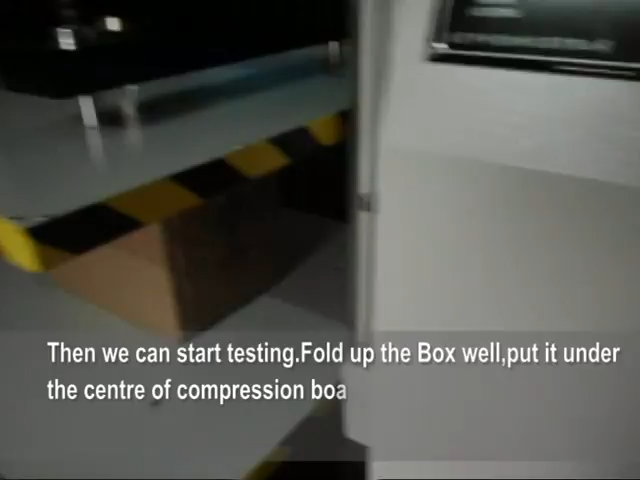 Then we can start testing.Fold up the Box well,put it under
the centre of compression boa